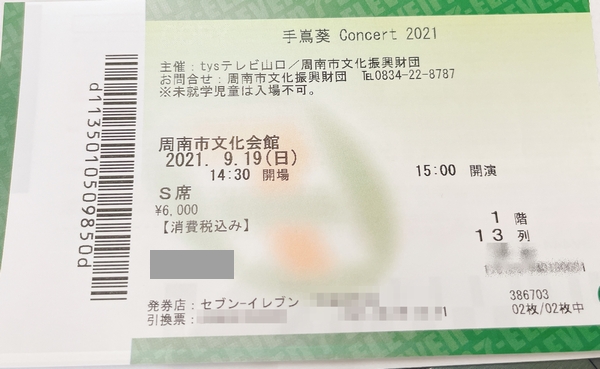 手嶌葵 Concert 2021
主催：tysテレビ山口／周南市文化振興財団
お問合せ：周南市文化振興財団 ℡0834-22-8787
※未就学児童は入場不可。
周南市文化会館
2021. 9.19(日)
14:30 開場 15:00 開演
S席
¥6,000
【消費税込み】
1 階
13 列
386703
発券店：セブン-イレブン
02枚/02枚中
引換票：
d1135010509850d